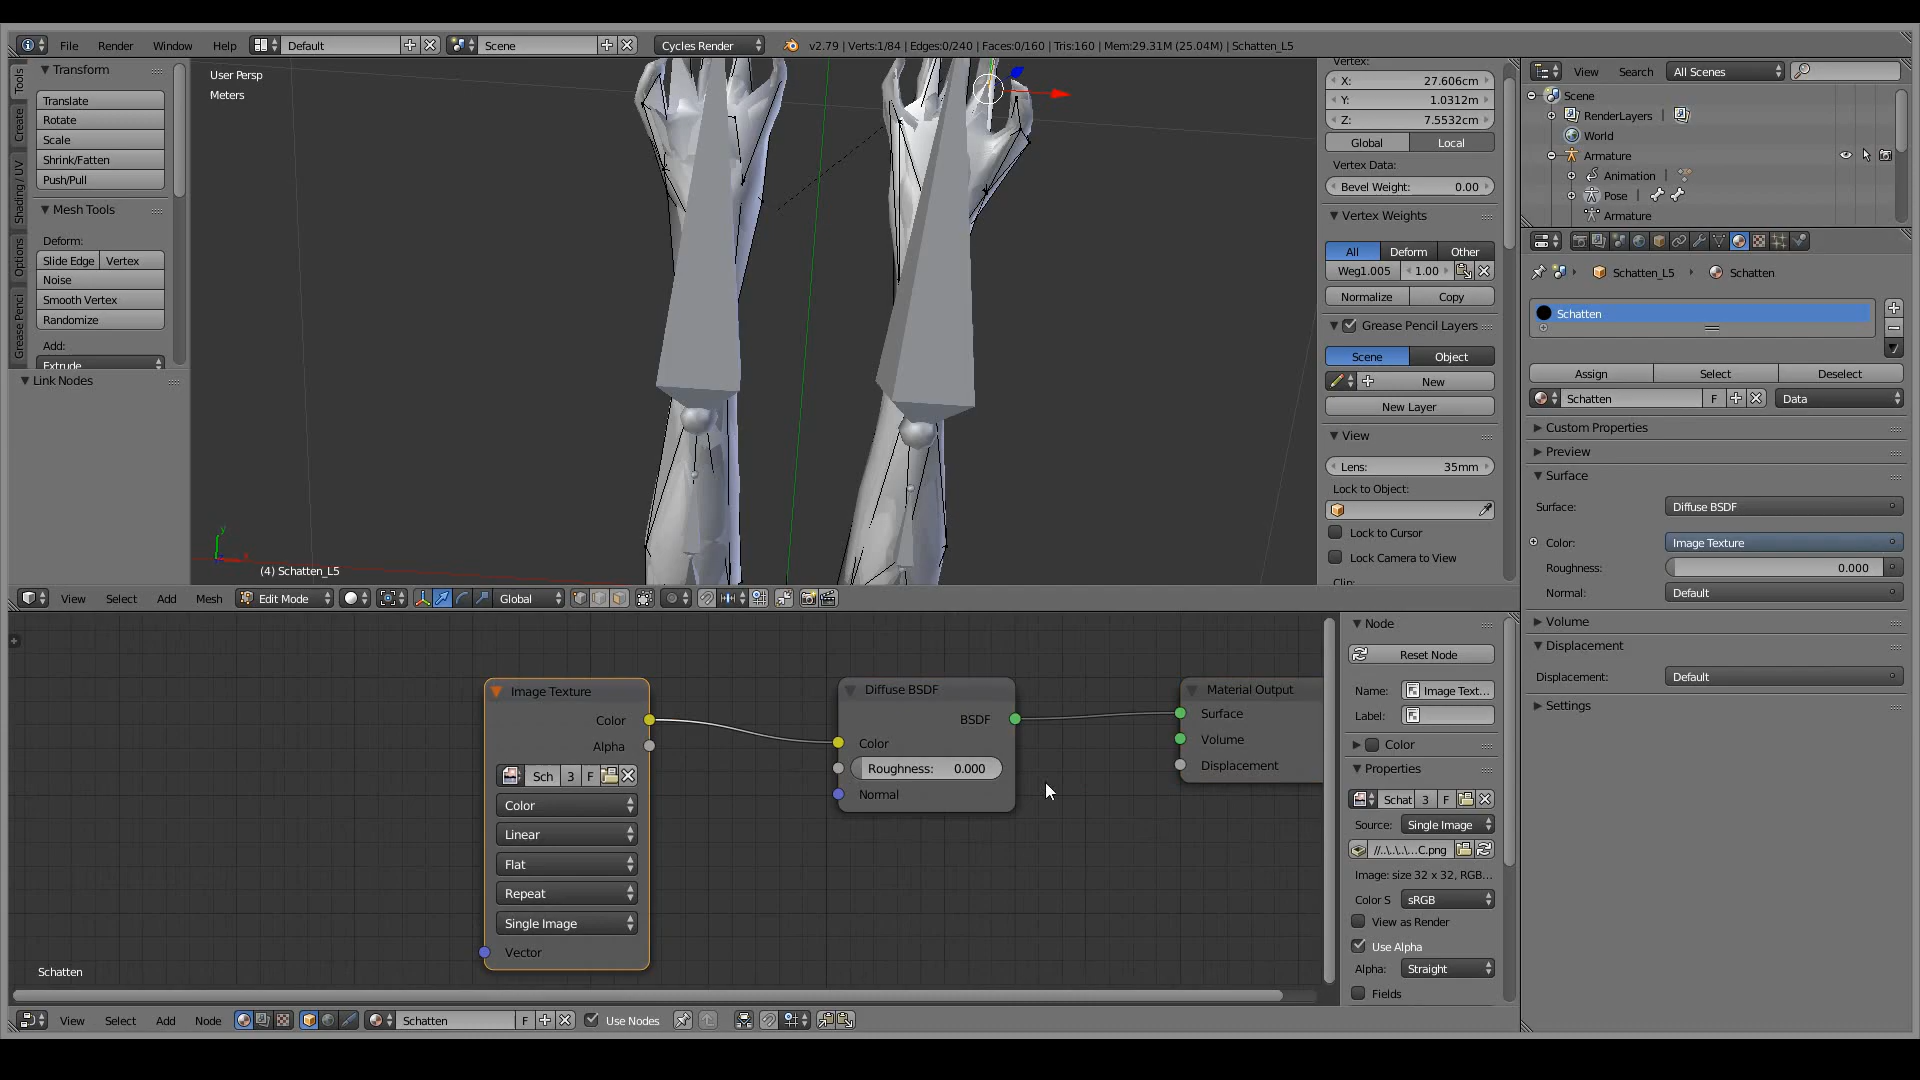 File Render Window Help Default Scene Cycles Render v2.79 | Verts:1/84 | Edges:0/240 | Faces:0/160 | Tris:160 | Mem:29.31M (25.04M) | Schatten_L5
Tools
Create
Shading / UV
Options
Grease Penci
Transform
Translate
Rotate
Scale
Shrink/Fatten
Push/Pull
Mesh Tools
Deform:
Slide Edge Vertex
Noise
Smooth Vertex
Randomize
Add:
Extrude
Link Nodes
User Persp
Meters
y
x
(4) Schatten_L5
Vertex:
X: 27.606cm
Y: 1.0312m
Z: 7.5532cm
Global Local
Vertex Data:
Bevel Weight: 0.00
Vertex Weights
All Deform Other
Weg1.005 1.00
Normalize Copy
Grease Pencil Layers
Scene Object
New
New Layer
View
Lens: 35mm
Lock to Object:
Lock to Cursor
Lock Camera to View
Clip:
View Select Add Mesh Edit Mode Global
View Search All Scenes
Scene
RenderLayers
World
Armature
Animation
Pose
Armature
Schatten_L5 Schatten
Schatten
Assign Select Deselect
Schatten F Data
Custom Properties
Preview
Surface
Surface: Diffuse BSDF
Color: Image Texture
Roughness: 0.000
Normal: Default
Volume
Displacement
Displacement: Default
Settings
Image Texture
Color
Alpha
Sch 3 F
Color
Linear
Flat
Repeat
Single Image
Vector
Diffuse BSDF
BSDF
Color
Roughness: 0.000
Normal
Material Output
Surface
Volume
Displacement
Schatten
Node
Reset Node
Name: Image Text...
Label:
Color
Properties
Schat 3 F
Source: Single Image
//..\..\..\...C.png
Image: size 32 x 32, RGB...
Color S sRGB
View as Render
Use Alpha
Alpha: Straight
Fields
View Select Add Node Schatten F Use Nodes